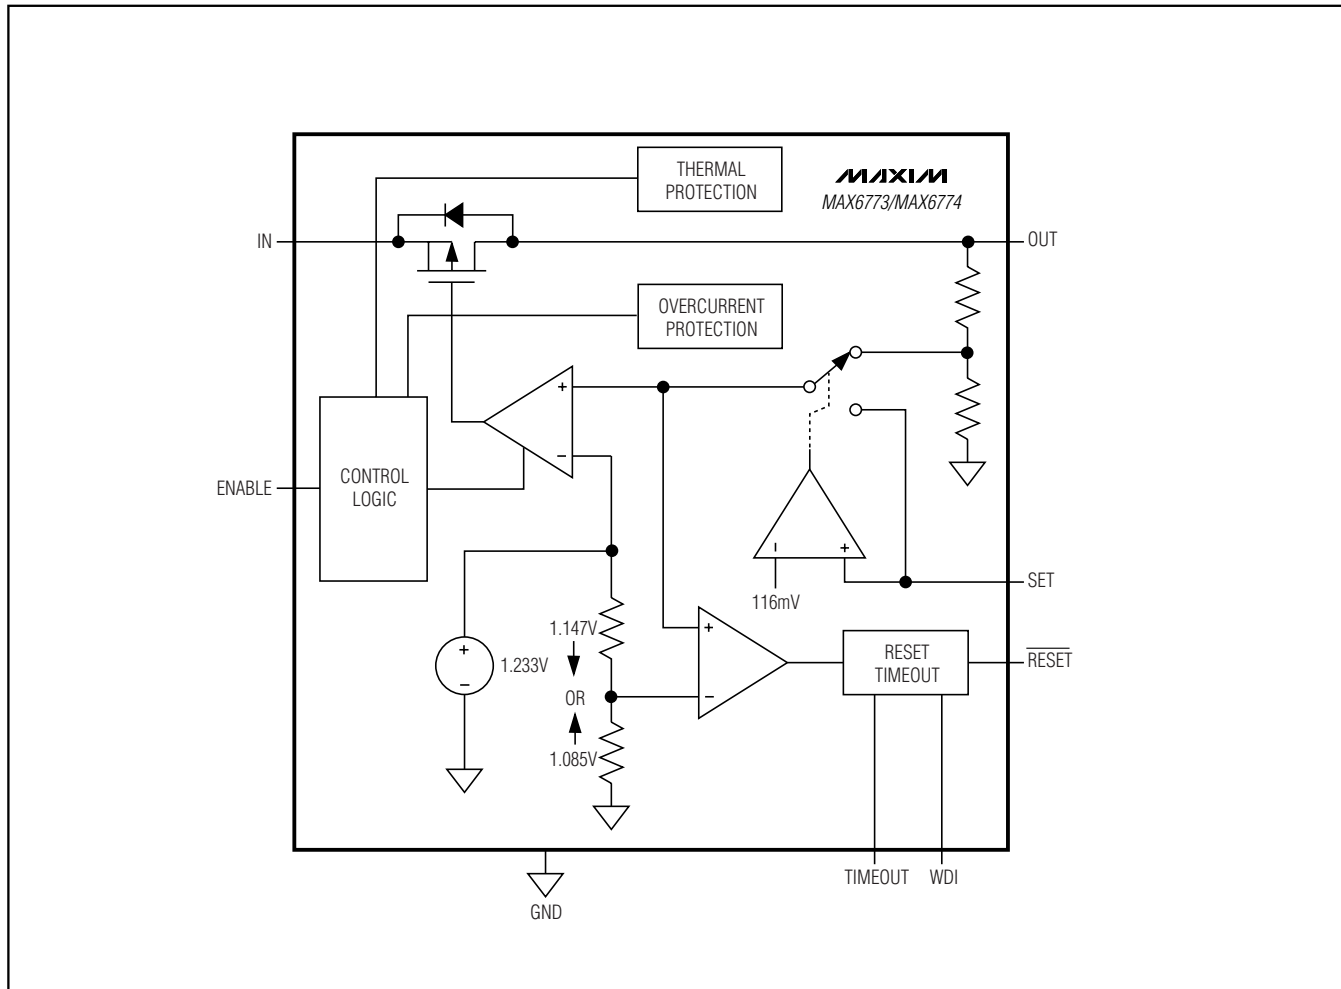 THERMAL
PROTECTION
MAXIM
MAX6773/MAX6774
IN
OUT
OVERCURRENT
PROTECTION
+
−
CONTROL
LOGIC
ENABLE
−
+
116mV
SET
1.147V
+
−
1.233V
OR
1.085V
+
−
RESET
TIMEOUT
RESET
TIMEOUT
WDI
GND